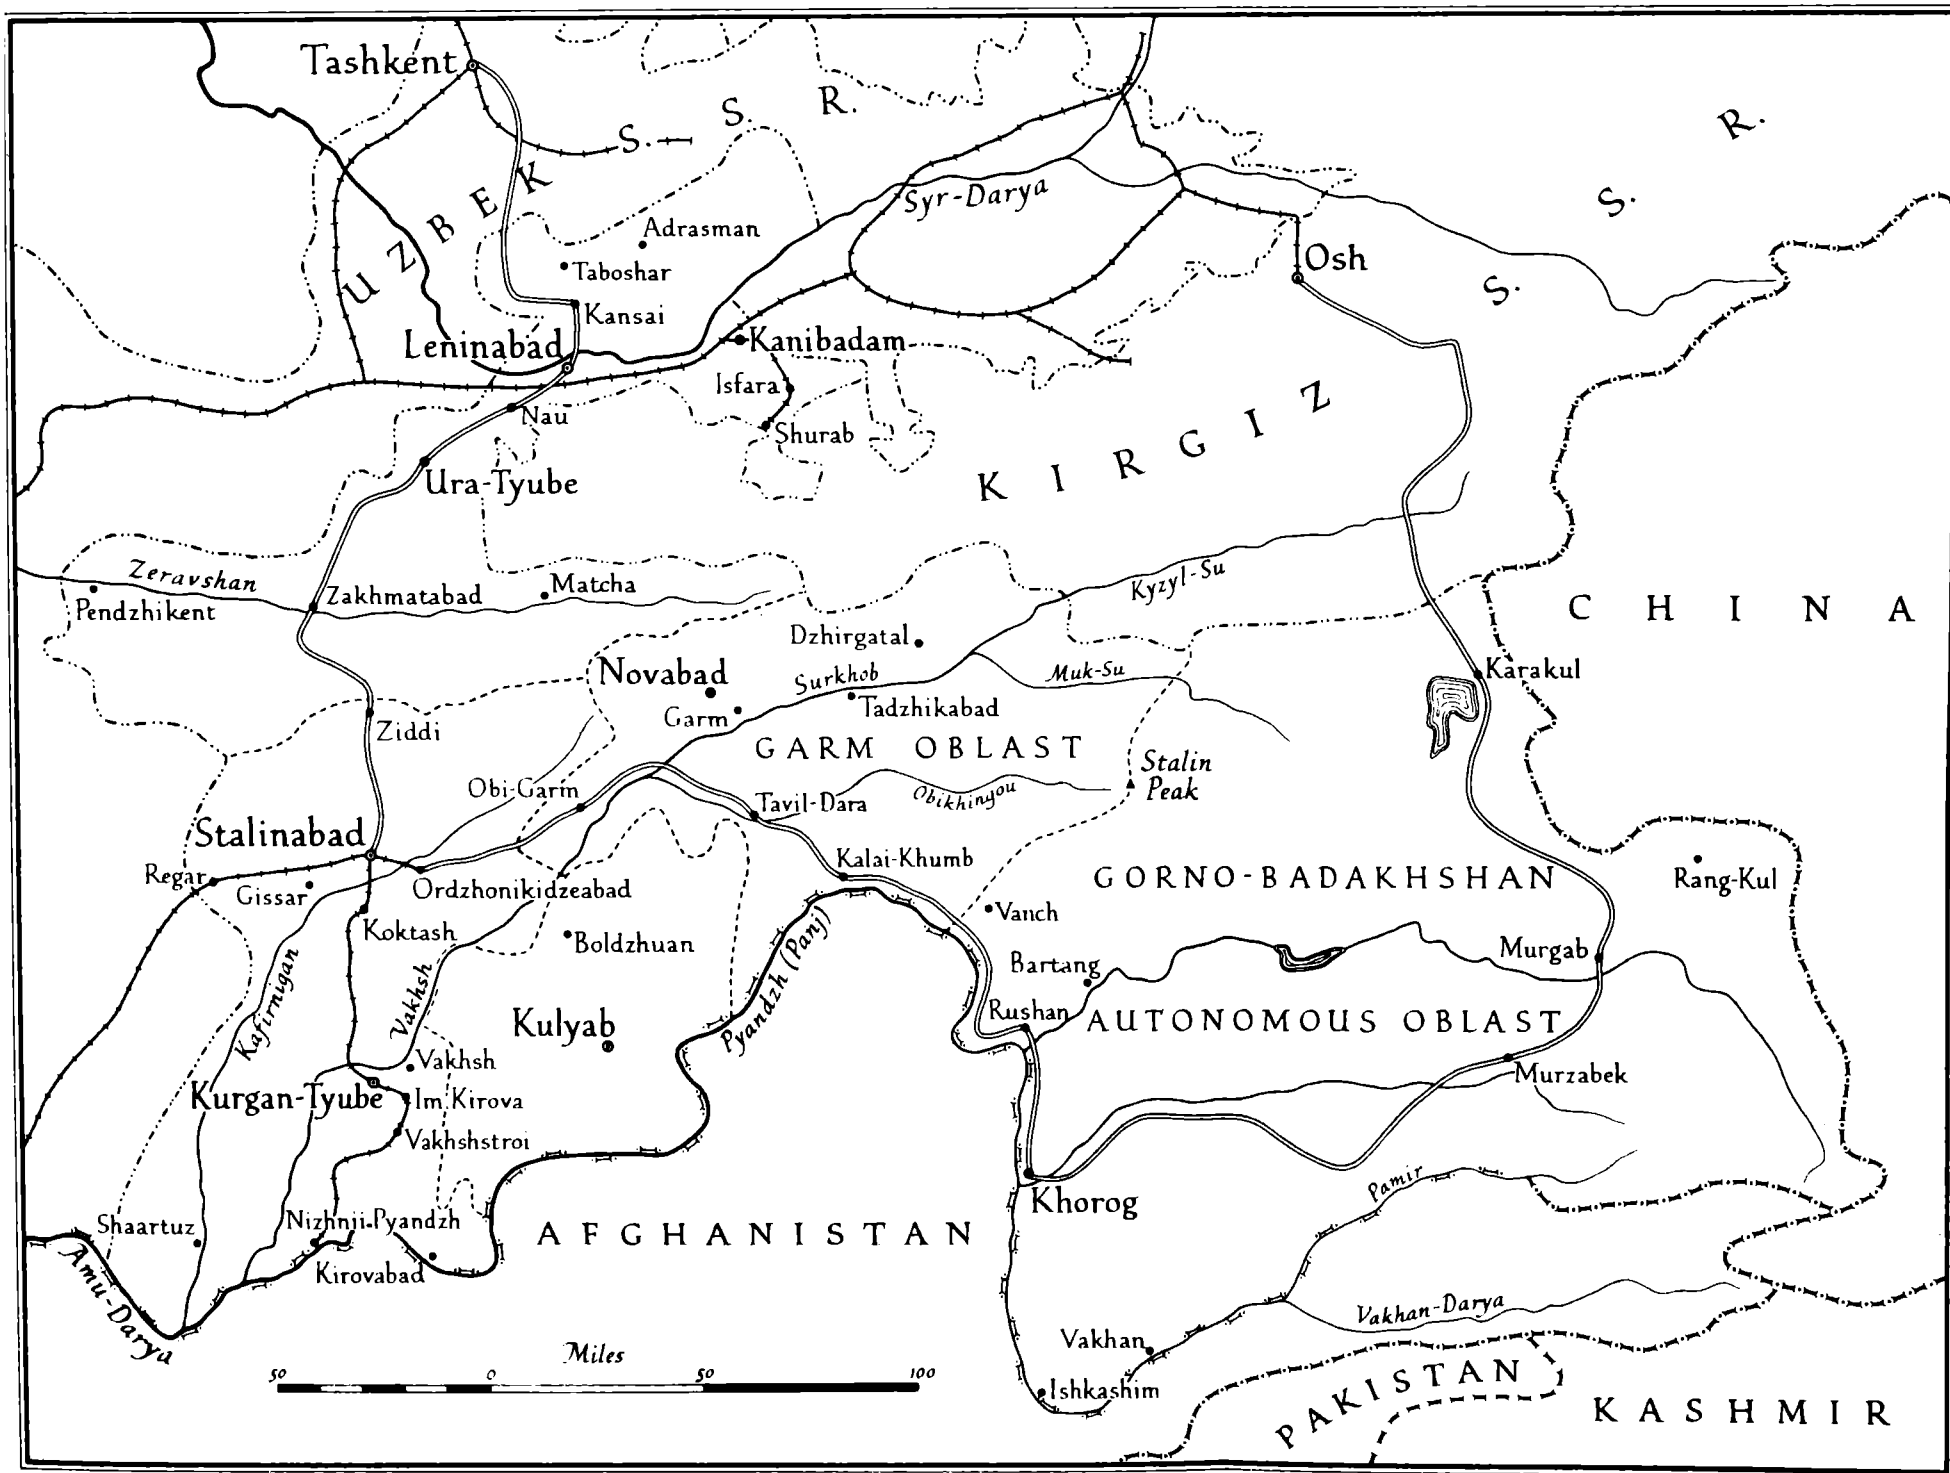 Tashkent
UZBEK S. S. R.
Adrasman
Taboshar
Kansai
Syr-Darya
Osh
Leninabad
Kanibadam
Isfara
Nau
Shurab
Ura-Tyube
KIRGIZ S. S. R.
Zeravshan
Pendzhikent
Zakhmatabad
Matcha
Kyzyl-Su
CHINA
Dzhirgatal
Novabad
Surkhob
Muk-Su
Karakul
Garm
Tadzhikabad
Ziddi
GARM OBLAST
Stalin
Peak
Obi-Garm
Tavil-Dara
Obikhingou
Stalinabad
Kalai-Khumb
Regar
Gissar
Ordzhonikidzeabad
GORNO-BADAKHSHAN
Rang-Kul
Vanch
Koktash
Boldzhuan
Murgab
Bartang
Kafirnigan
Vakhsh
Kulyab
Pyandzh (Panj)
Rushan
AUTONOMOUS OBLAST
Vakhsh
Murzabek
Kurgan-Tyube
Im. Kirova
Vakhshstroi
Khorog
Pamir
Shaartuz
Nizhnii-Pyandzh
AFGHANISTAN
Kirovabad
Amu-Darya
Vakhan-Darya
Vakhan
Miles
50 0 50 100
Ishkashim
PAKISTAN
KASHMIR